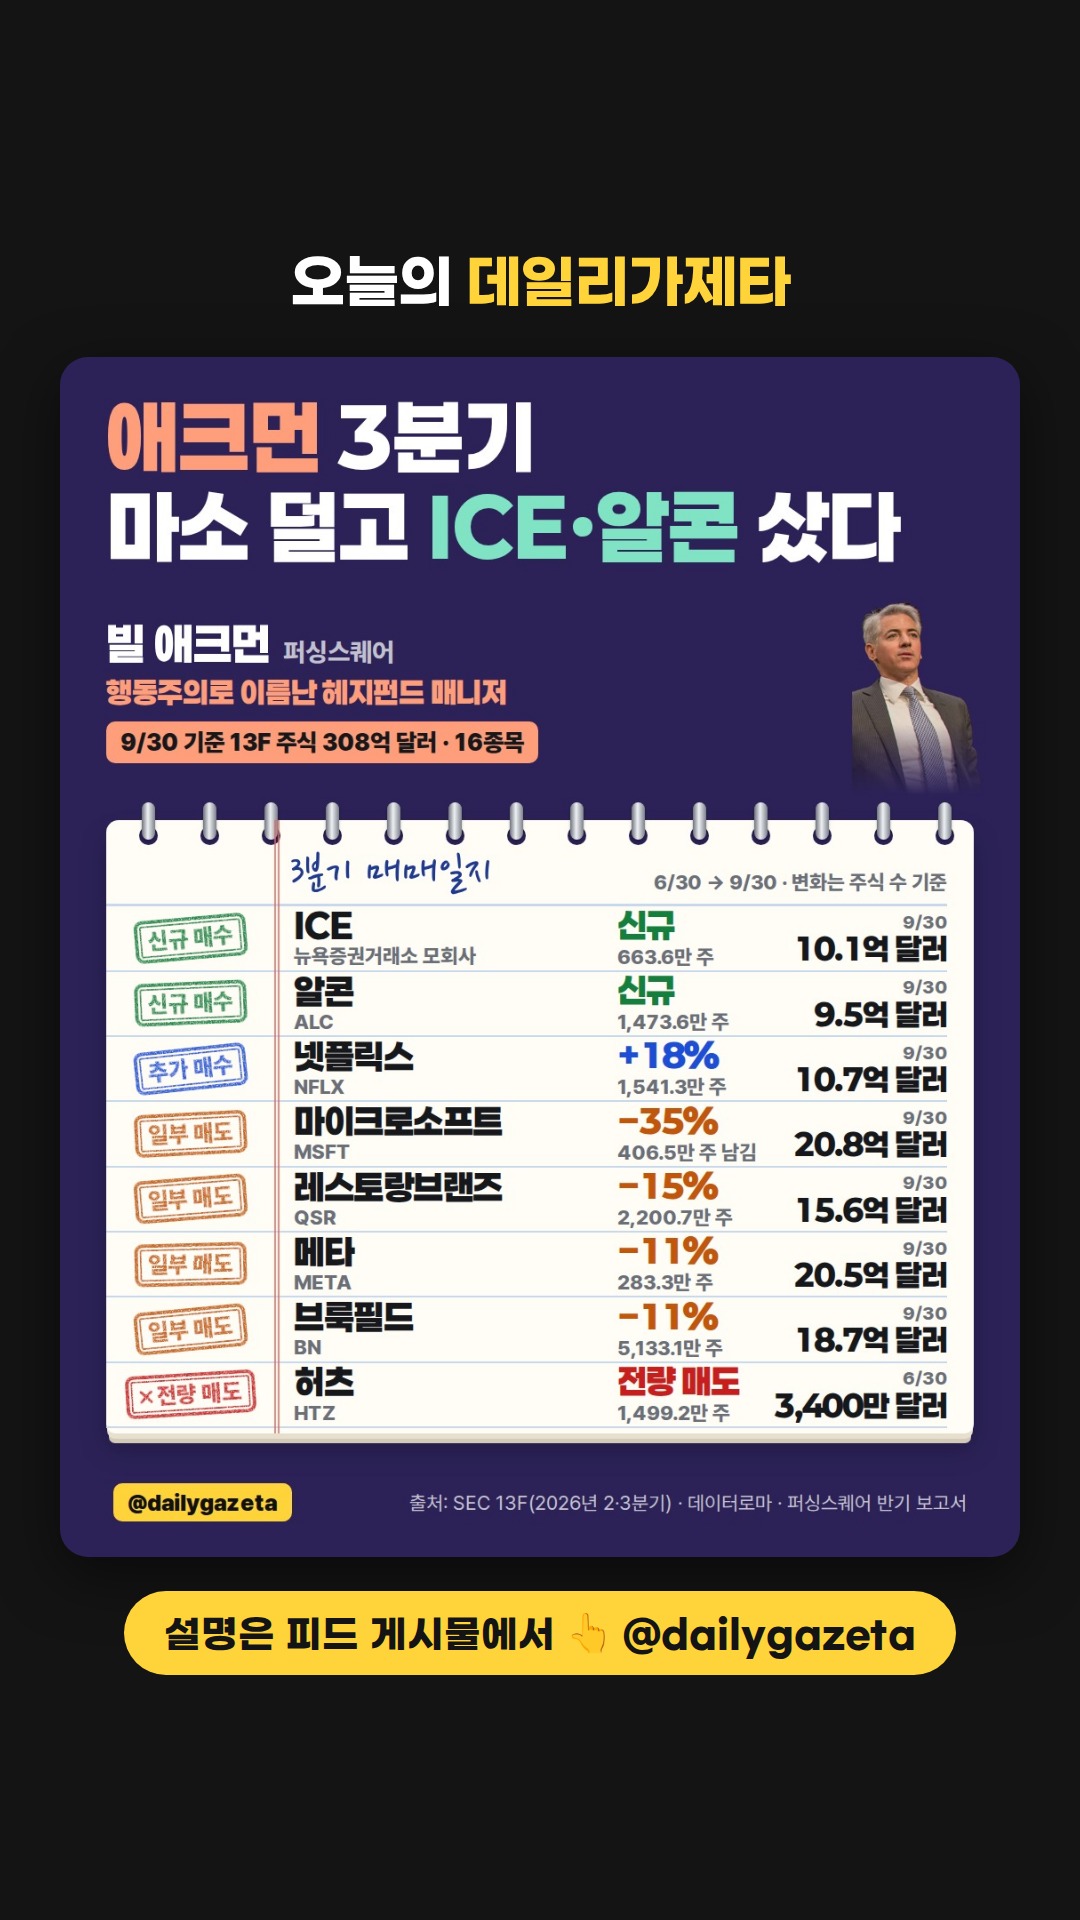 오늘의 데일리가제타
애크먼 3분기
마소 덜고 ICE·알콘 샀다
빌 애크먼 퍼싱스퀘어
행동주의로 이름난 헤지펀드 매니저
9/30 기준 13F 주식 308억 달러 · 16종목
3분기 매매일지
6/30 → 9/30 · 변화는 주식 수 기준
신규 매수 ICE 신규 9/30
뉴욕증권거래소 모회사 663.6만 주 10.1억 달러
신규 매수 알콘 신규 9/30
ALC 1,473.6만 주 9.5억 달러
추가 매수 넷플릭스 +18% 9/30
NFLX 1,541.3만 주 10.7억 달러
일부 매도 마이크로소프트 −35% 9/30
MSFT 406.5만 주 남김 20.8억 달러
일부 매도 레스토랑브랜즈 −15% 9/30
QSR 2,200.7만 주 15.6억 달러
일부 매도 메타 −11% 9/30
META 283.3만 주 20.5억 달러
일부 매도 브룩필드 −11% 9/30
BN 5,133.1만 주 18.7억 달러
×전량 매도 허츠 전량 매도 6/30
HTZ 1,499.2만 주 3,400만 달러
@dailygazeta
출처: SEC 13F(2026년 2·3분기) · 데이터로마 · 퍼싱스퀘어 반기 보고서
설명은 피드 게시물에서 👆 @dailygazeta